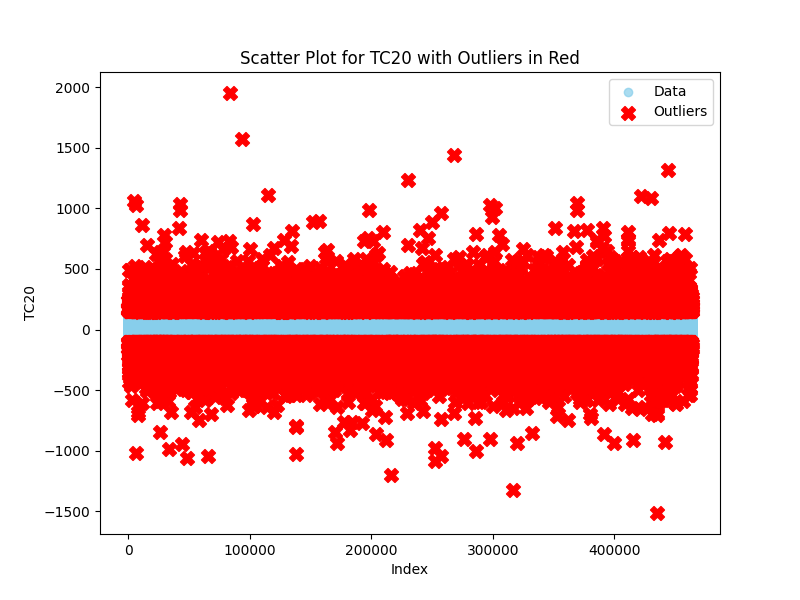 Scatter Plot for TC20 with Outliers in Red
Data
Outliers
2000
1500
1000
500
0
−500
−1000
−1500
TC20
0 100000 200000 300000 400000
Index